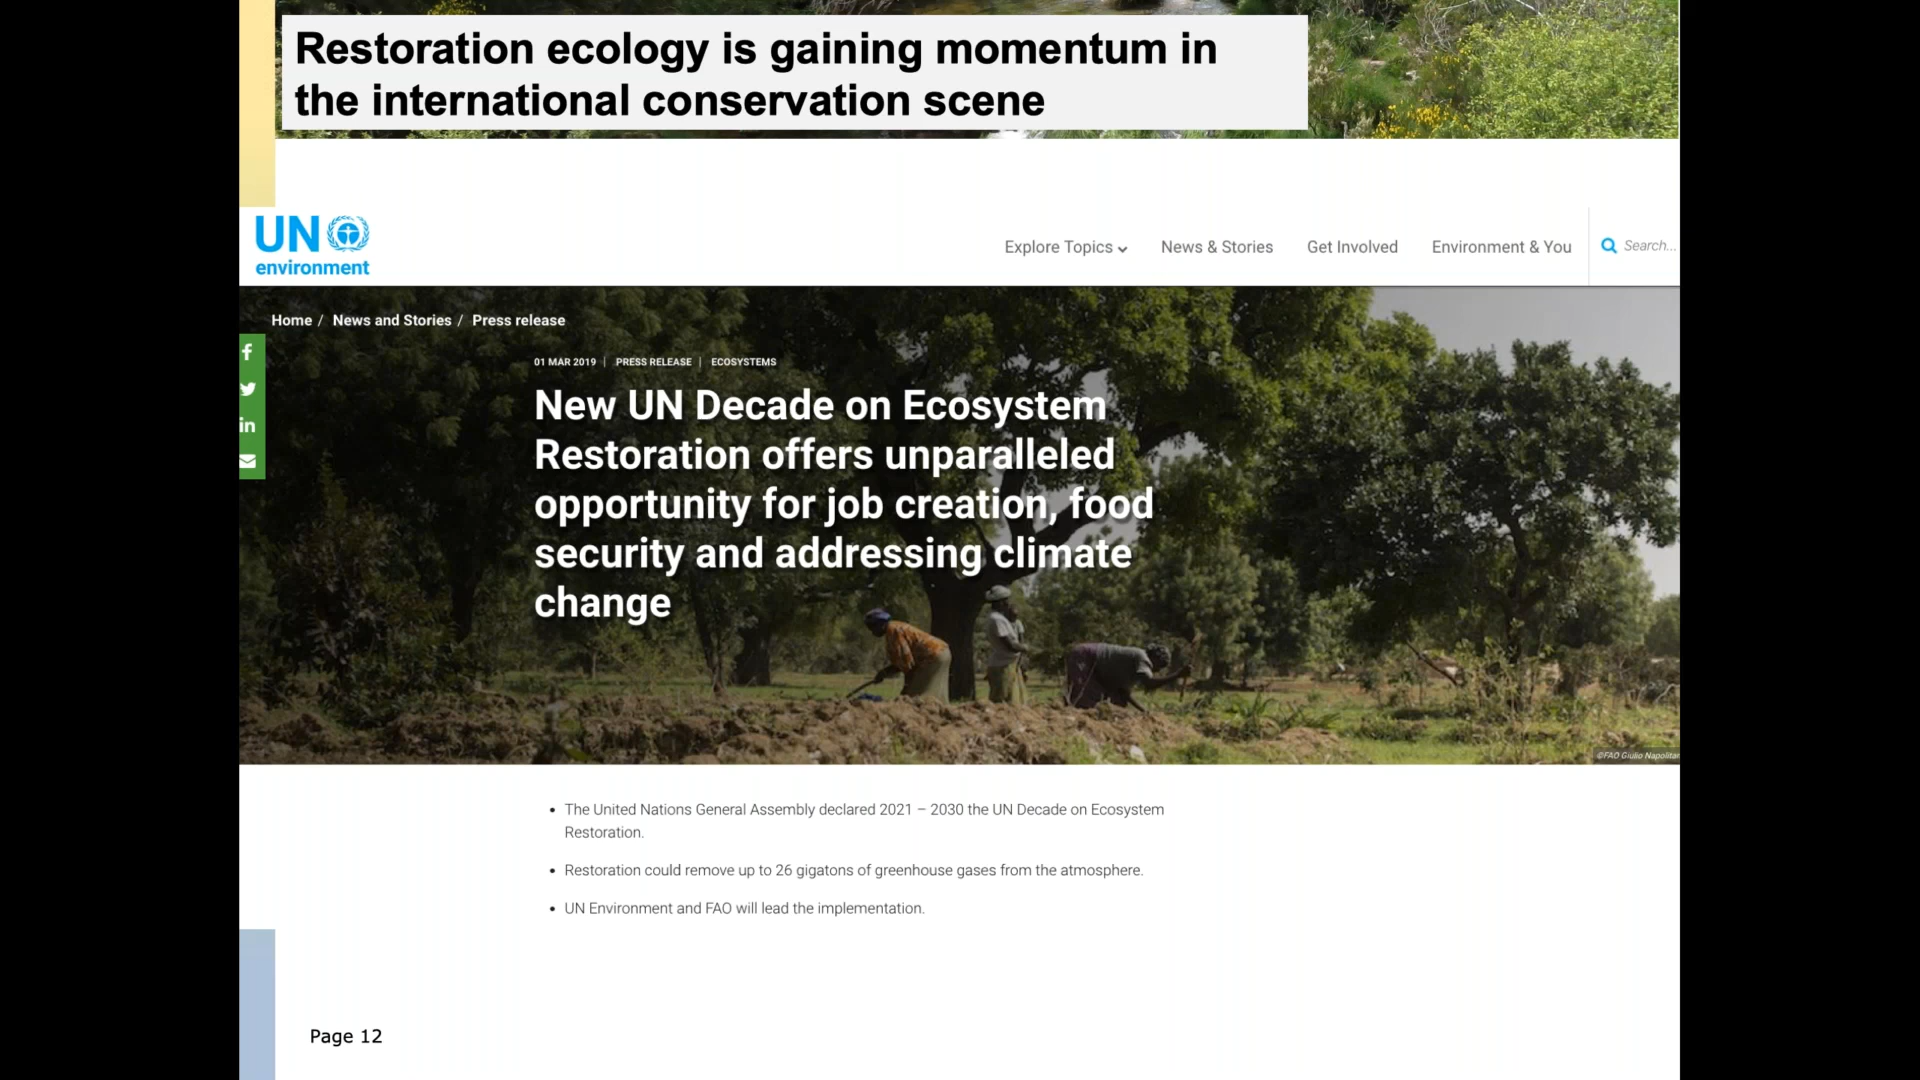 Restoration ecology is gaining momentum in
the international conservation scene
UN
environment
Explore Topics
News & Stories
Get Involved
Environment & You
Search...
Home / News and Stories / Press release
01 MAR 2019 | PRESS RELEASE | ECOSYSTEMS
New UN Decade on Ecosystem
Restoration offers unparalleled
opportunity for job creation, food
security and addressing climate
change
©FAO Giulio
• The United Nations General Assembly declared 2021 – 2030 the UN Decade on Ecosystem
Restoration.
• Restoration could remove up to 26 gigatons of greenhouse gases from the atmosphere.
• UN Environment and FAO will lead the implementation.
Page 12